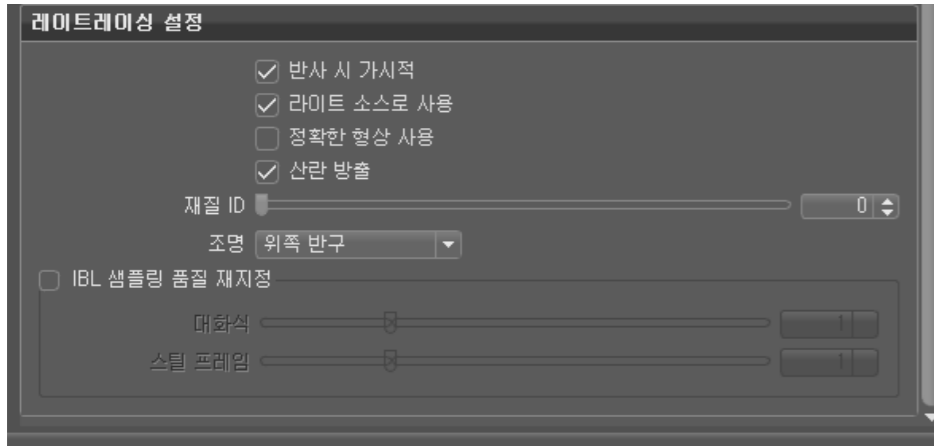 레이트레이싱 설정
반사 시 가시적
라이트 소스로 사용
정확한 형상 사용
산란 방출
재질 ID 0
조명 위쪽 반구
IBL 샘플링 품질 재지정
대화식 1
스틸 프레임 1